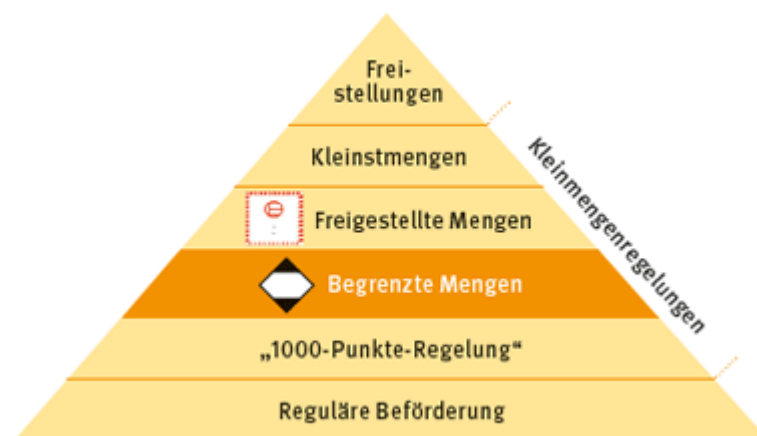 Frei-
stellungen
Kleinstmengen
Freigestellte Mengen
Begrenzte Mengen
„1000-Punkte-Regelung“
Reguläre Beförderung
Kleinmengenregelungen